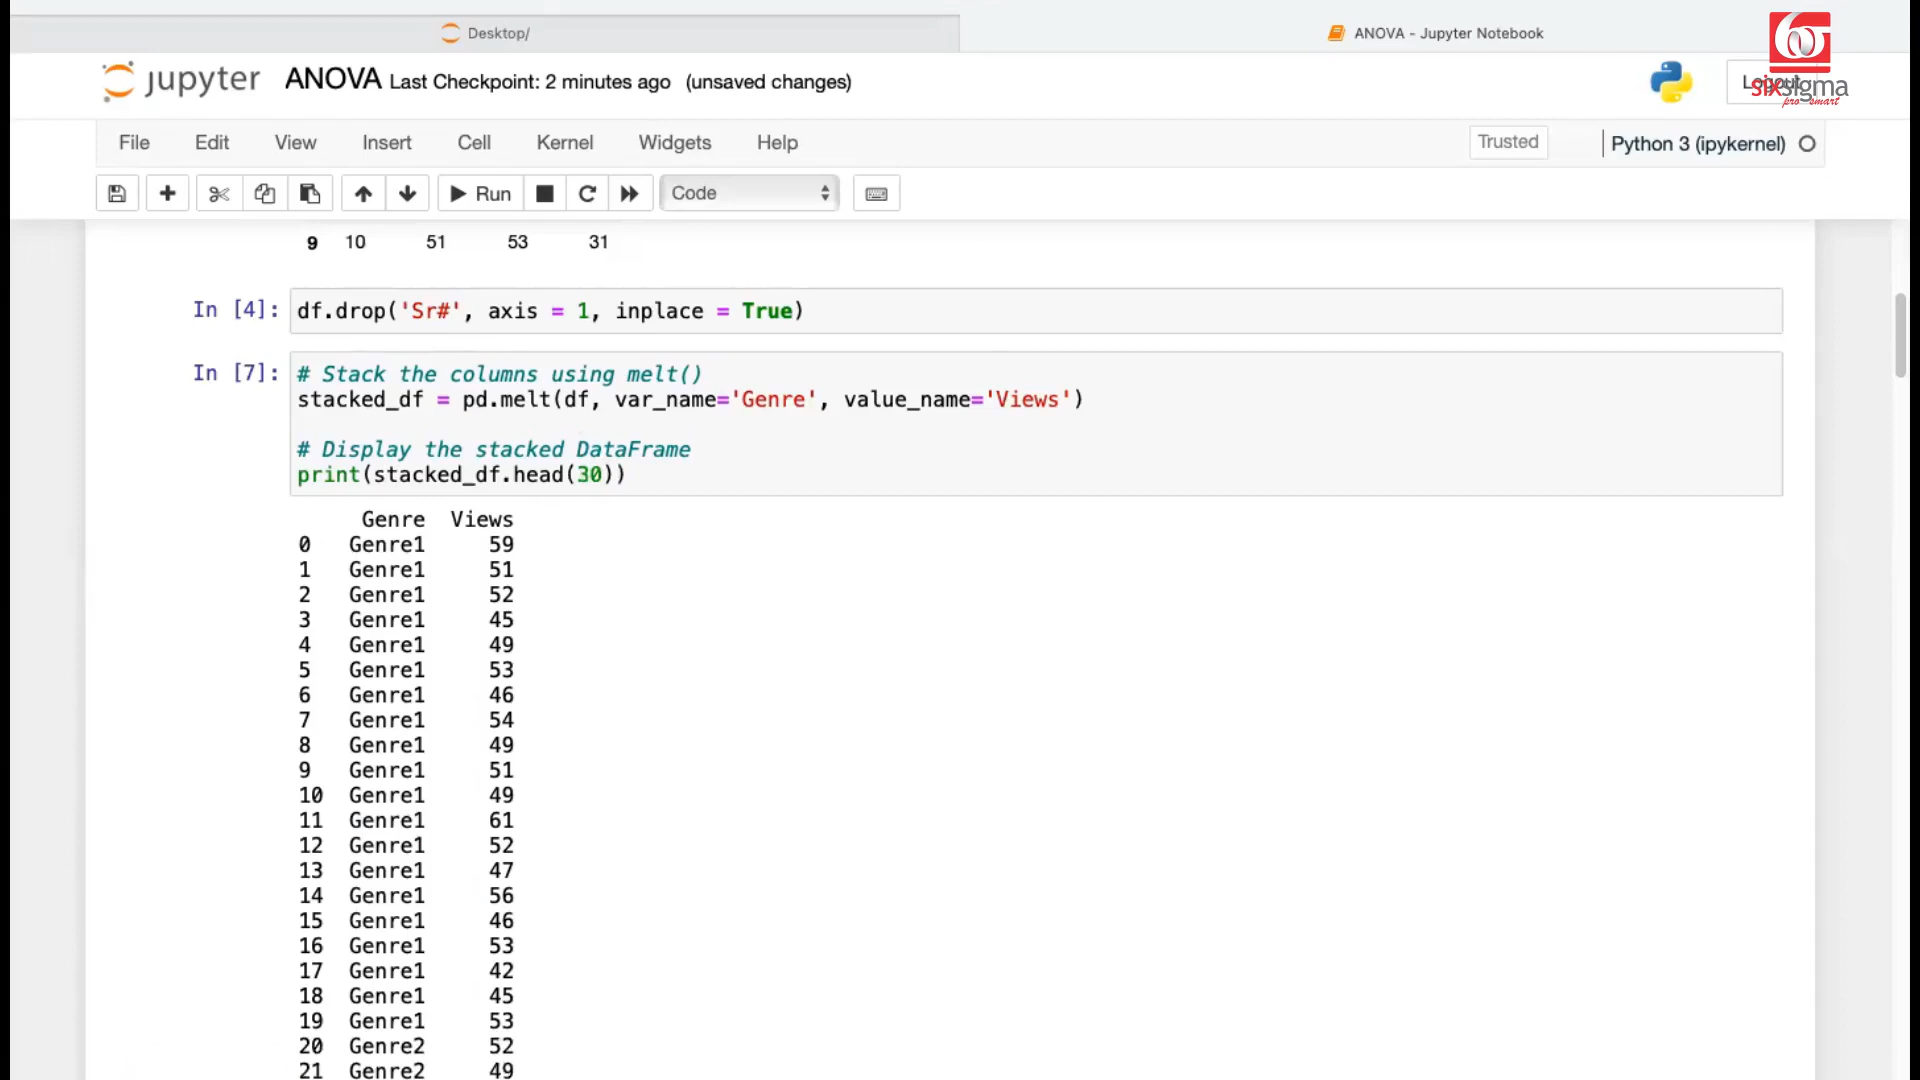 Desktop/
ANOVA - Jupyter Notebook
jupyter ANOVA Last Checkpoint: 2 minutes ago (unsaved changes)
Logout
sixsigma
pro smart
File Edit View Insert Cell Kernel Widgets Help
Trusted
Python 3 (ipykernel)
Run
Code
9 10 51 53 31
In [4]: df.drop('Sr#', axis = 1, inplace = True)
In [7]: # Stack the columns using melt()
stacked_df = pd.melt(df, var_name='Genre', value_name='Views')
# Display the stacked DataFrame
print(stacked_df.head(30))
Genre Views
0 Genre1 59
1 Genre1 51
2 Genre1 52
3 Genre1 45
4 Genre1 49
5 Genre1 53
6 Genre1 46
7 Genre1 54
8 Genre1 49
9 Genre1 51
10 Genre1 49
11 Genre1 61
12 Genre1 52
13 Genre1 47
14 Genre1 56
15 Genre1 46
16 Genre1 53
17 Genre1 42
18 Genre1 45
19 Genre1 53
20 Genre2 52
21 Genre2 49